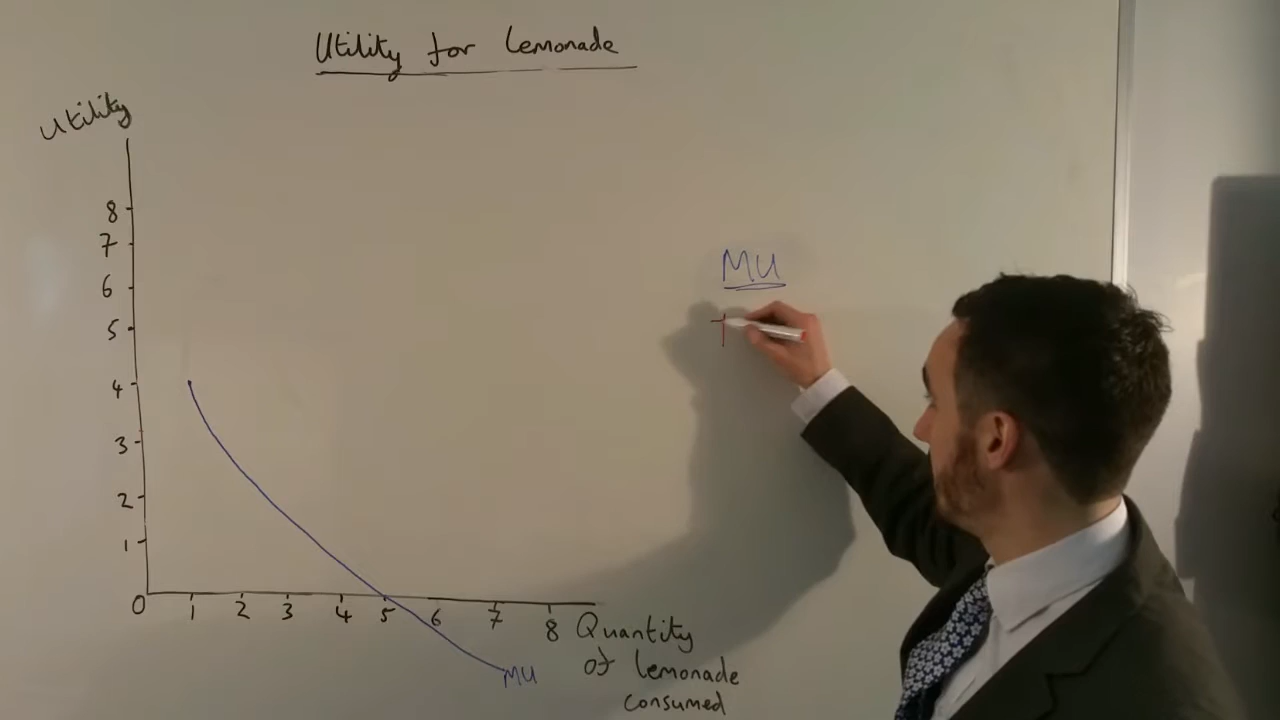 Utility for Lemonade
Utility
8
7
6
5
4
3
2
1
0
1 2 3 4 5 6 7 8
Quantity
of lemonade
consumed
MU
MU